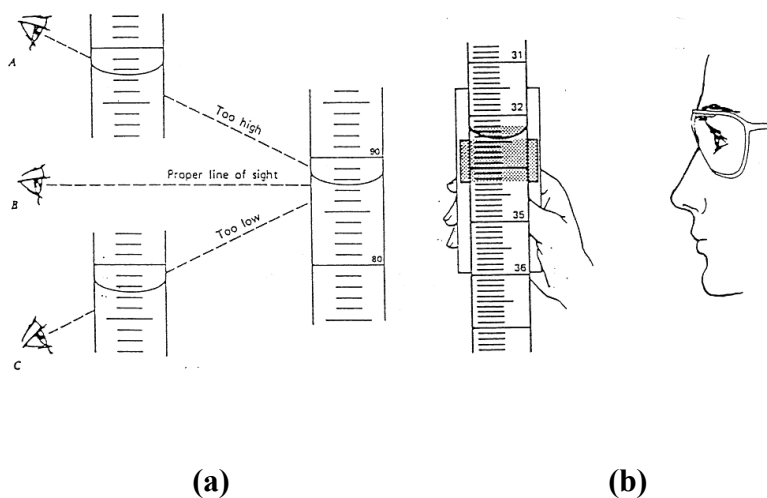 A
Too high
90
Proper line of sight
B
Too low
80
C
31
32
35
36
(a) (b)